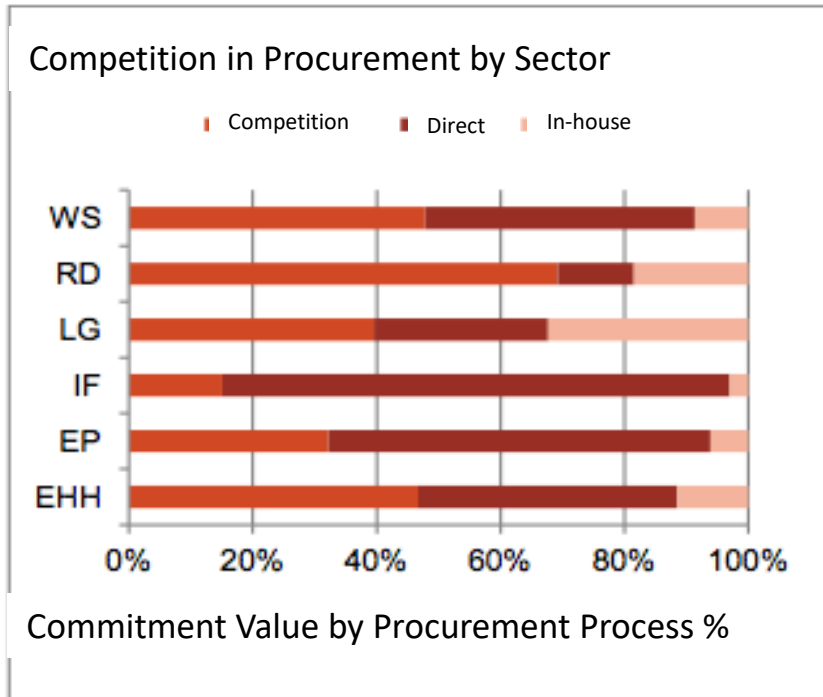 Competition in Procurement by Sector
Competition Direct In-house
WS
RD
LG
IF
EP
EHH
0% 20% 40% 60% 80% 100%
Commitment Value by Procurement Process %